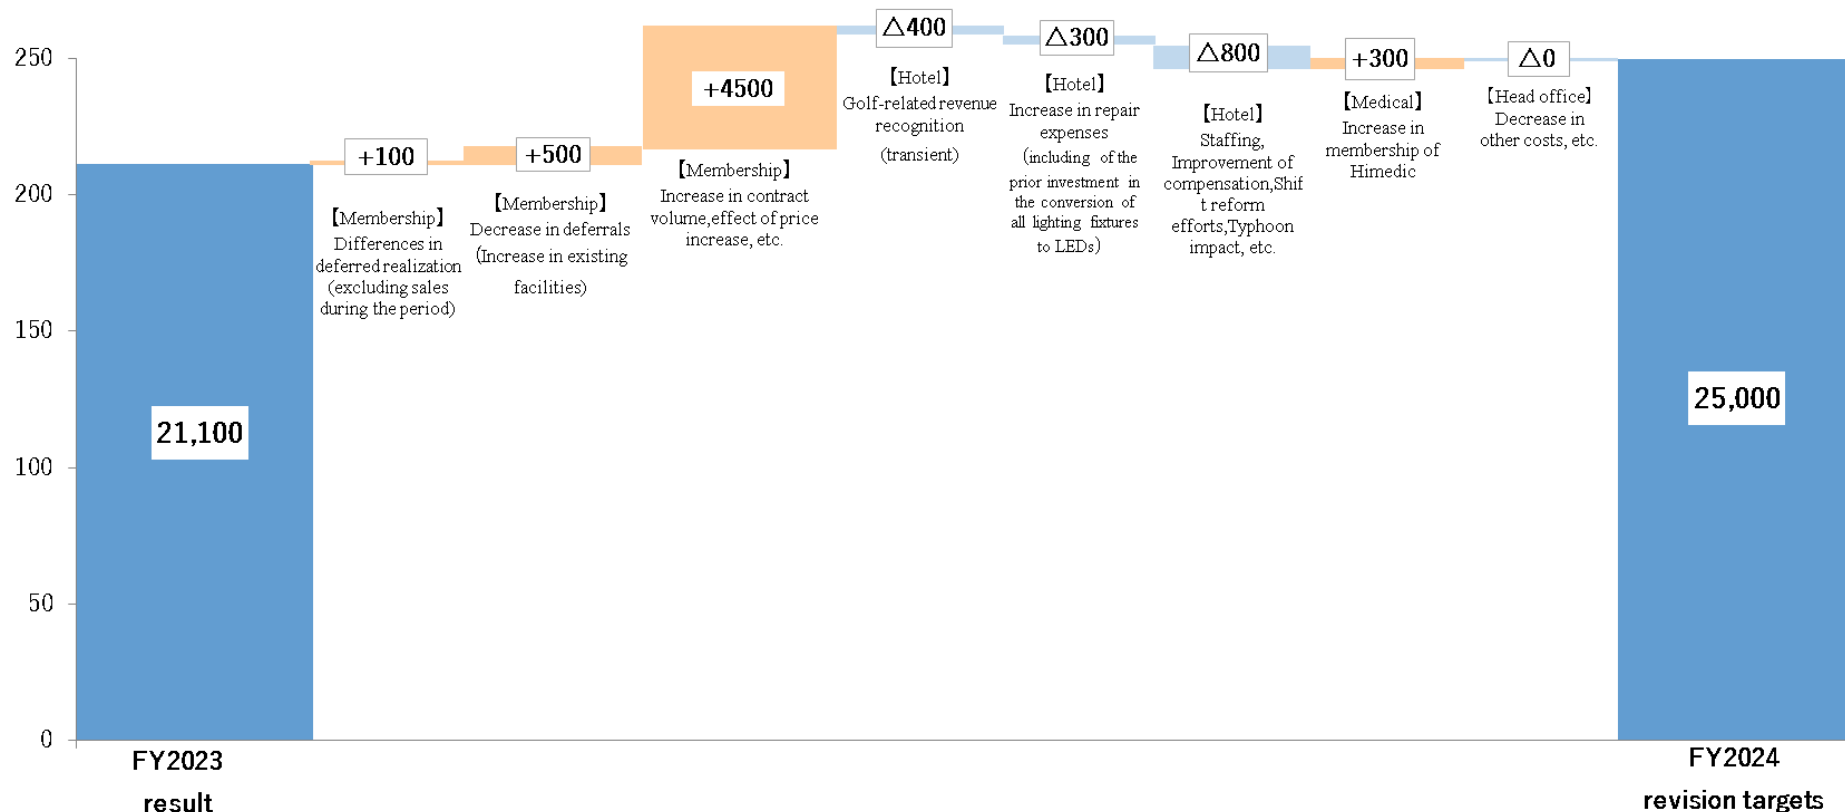 250
200
150
100
50
0
21,100
FY2023
result
+100
【Membership】
Differences in
deferred realization
(excluding sales
during the period)
+500
【Membership】
Decrease in deferrals
(Increase in existing
facilities)
+4500
【Membership】
Increase in contract
volume,effect of price
increase, etc.
△400
【Hotel】
Golf-related revenue
recognition
(transient)
△300
【Hotel】
Increase in repair
expenses
(including of the
prior investment in
the conversion of
all lighting fixtures
to LEDs)
△800
【Hotel】
Staffing,
Improvement of
compensation,Shif
t reform
efforts,Typhoon
impact, etc.
+300
【Medical】
Increase in
membership of
Himedic
△0
【Head office】
Decrease in
other costs, etc.
25,000
FY2024
revision targets